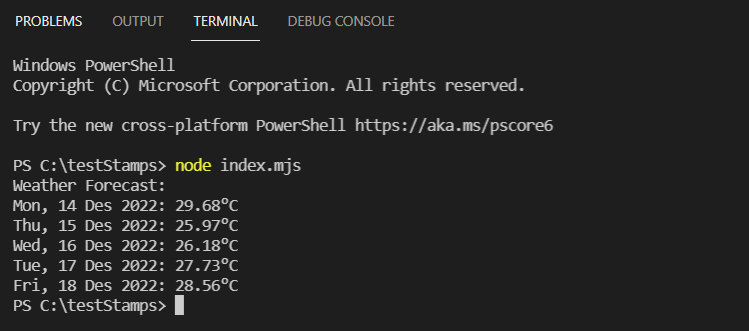 PROBLEMS OUTPUT TERMINAL DEBUG CONSOLE
Windows PowerShell
Copyright (C) Microsoft Corporation. All rights reserved.
Try the new cross-platform PowerShell https://aka.ms/pscore6
PS C:\testStamps> node index.mjs
Weather Forecast:
Mon, 14 Des 2022: 29.68°C
Thu, 15 Des 2022: 25.97°C
Wed, 16 Des 2022: 26.18°C
Tue, 17 Des 2022: 27.73°C
Fri, 18 Des 2022: 28.56°C
PS C:\testStamps>